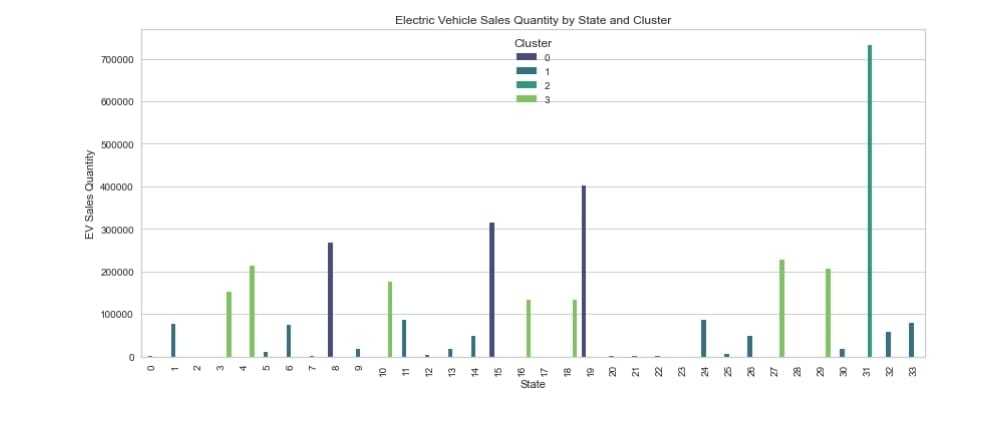 Electric Vehicle Sales Quantity by State and Cluster
Cluster
0
1
2
3
EV Sales Quantity
700000
600000
500000
400000
300000
200000
100000
0
0 1 2 3 4 5 6 7 8 9 10 11 12 13 14 15 16 17 18 19 20 21 22 23 24 25 26 27 28 29 30 31 32 33
State